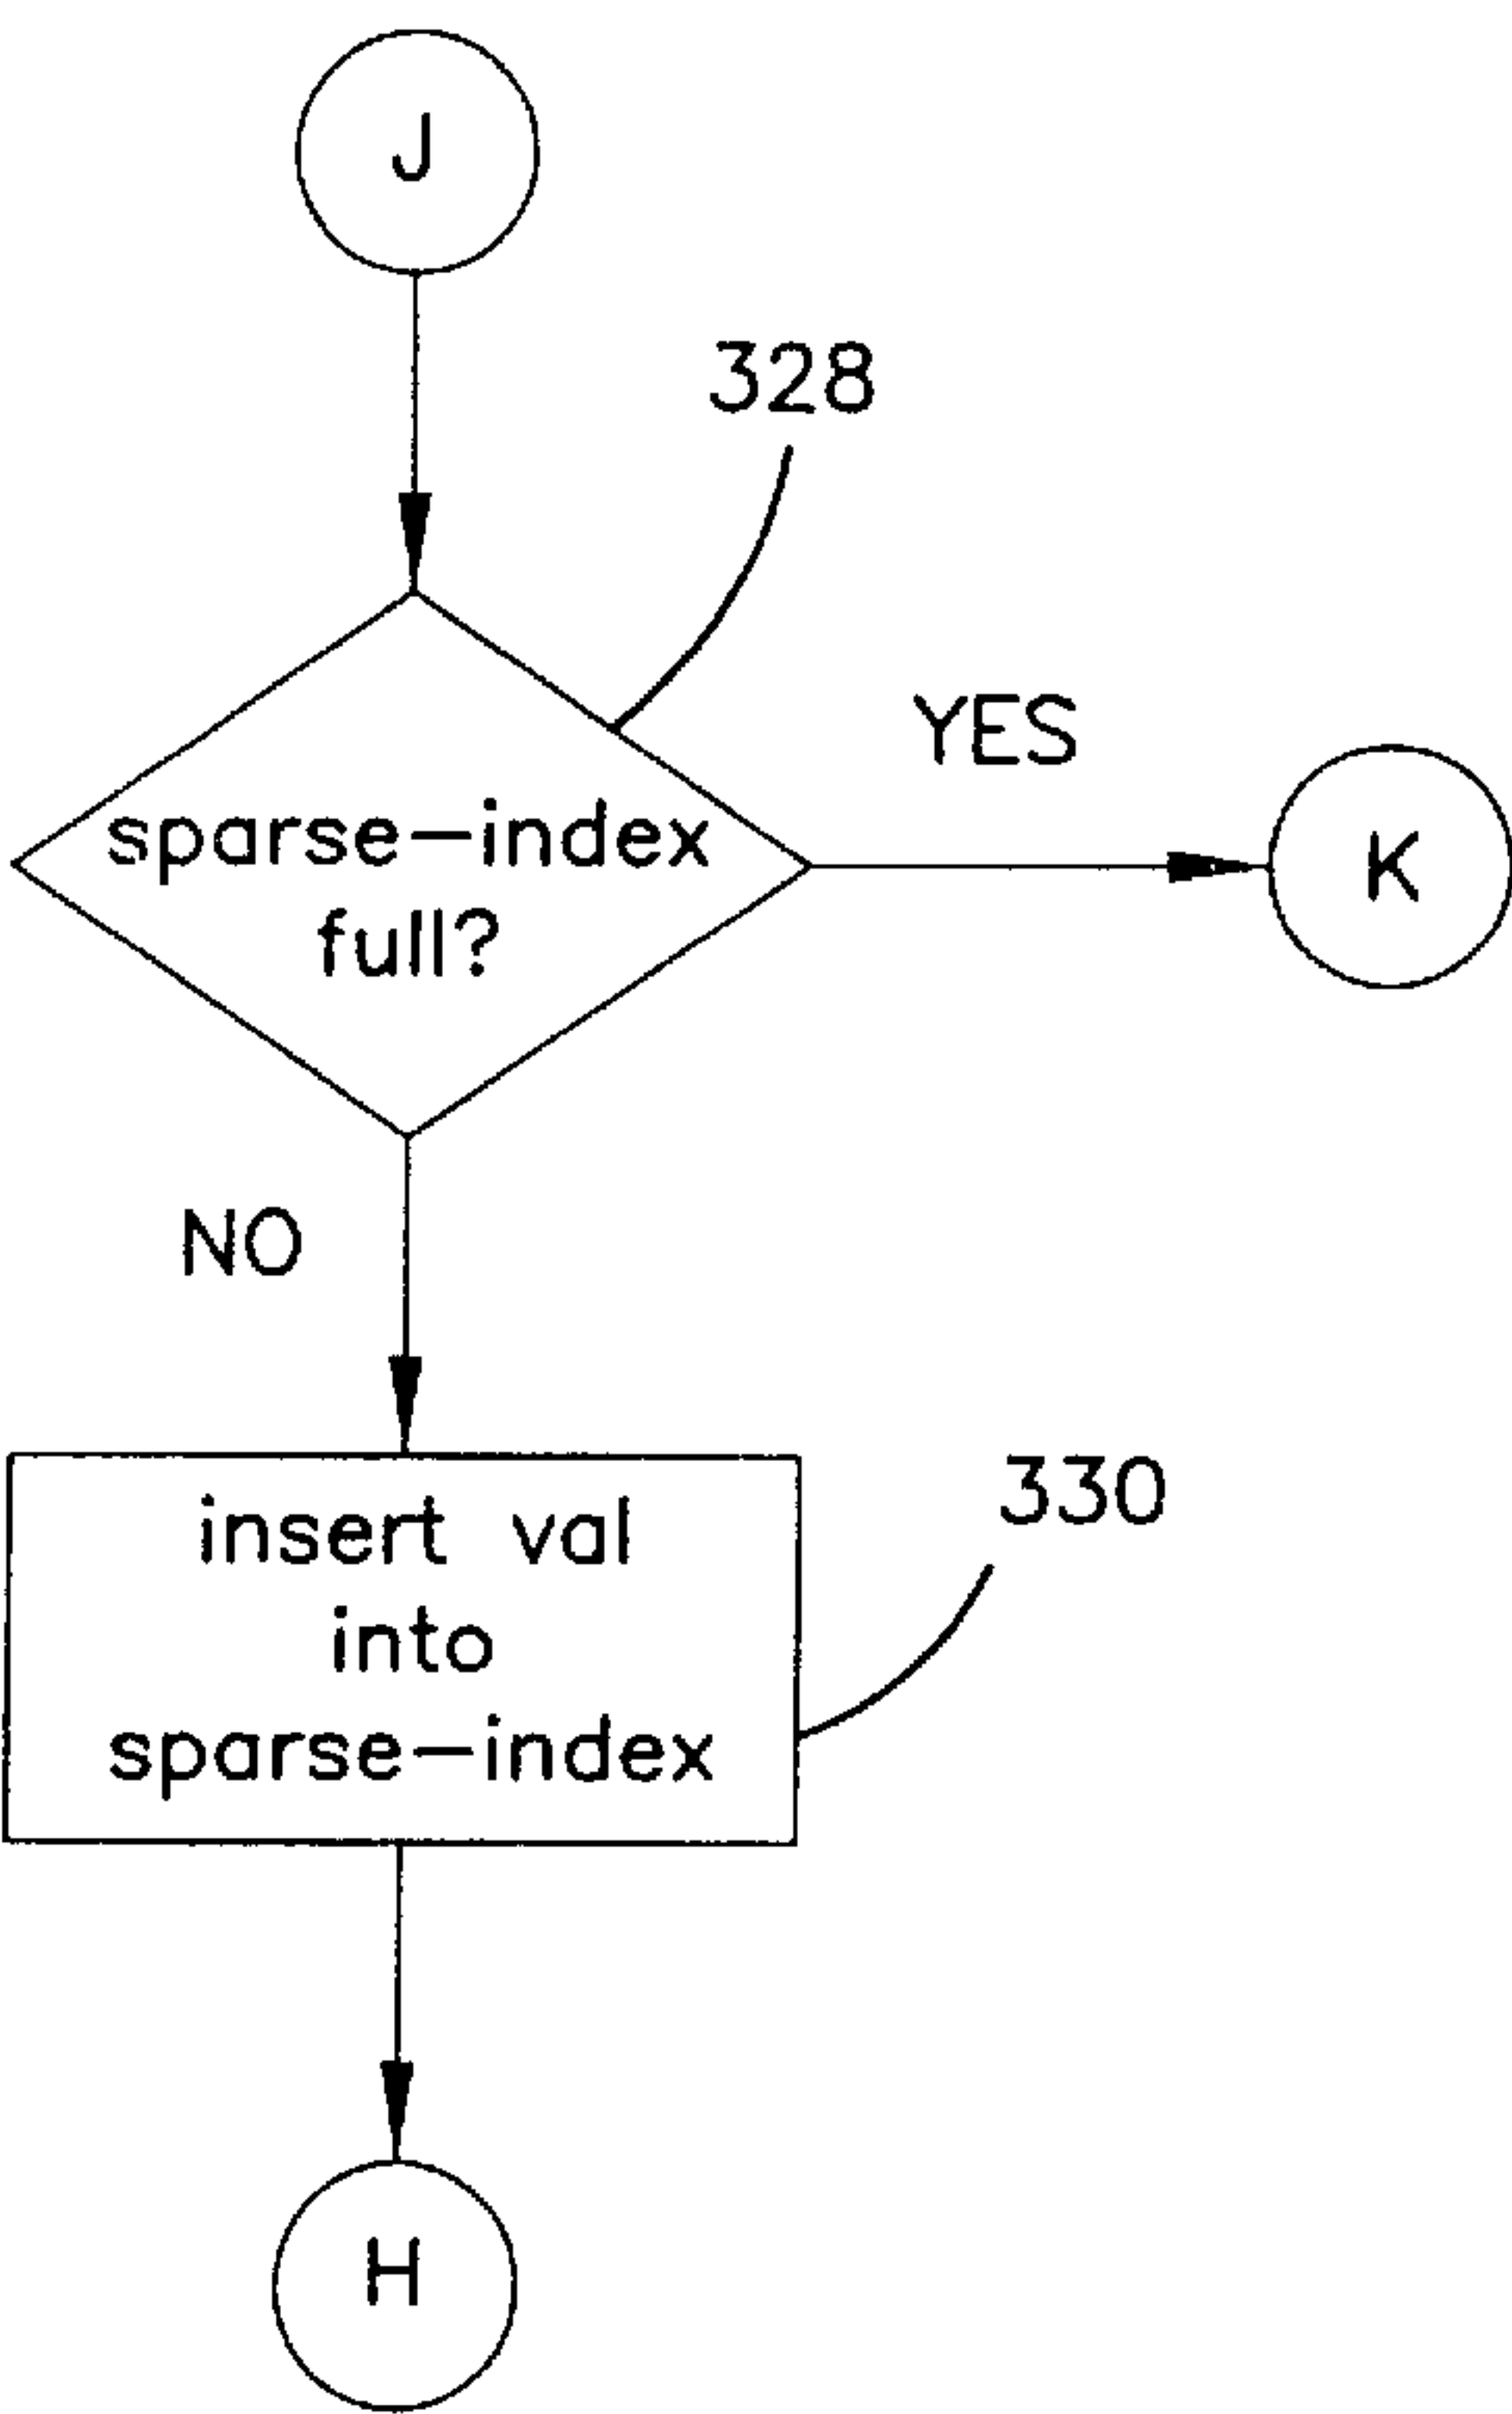 J
328
YES
sparse-index
full?
K
NO
insert val
into
sparse-index
330
H